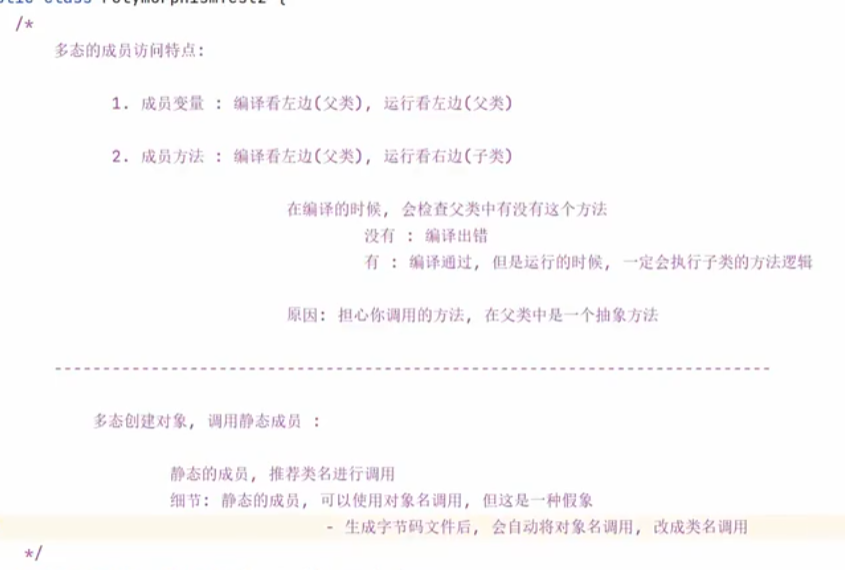 class PolymorphismTest2 {
/*
多态的成员访问特点:
1. 成员变量 : 编译看左边(父类), 运行看左边(父类)
2. 成员方法 : 编译看左边(父类), 运行看右边(子类)
在编译的时候, 会检查父类中有没有这个方法
没有 : 编译出错
有 : 编译通过, 但是运行的时候, 一定会执行子类的方法逻辑
原因: 担心你调用的方法, 在父类中是一个抽象方法
--------------------------------------------------------------------------
多态创建对象, 调用静态成员 :
静态的成员, 推荐类名进行调用
细节: 静态的成员, 可以使用对象名调用, 但这是一种假象
- 生成字节码文件后, 会自动将对象名调用, 改成类名调用
*/